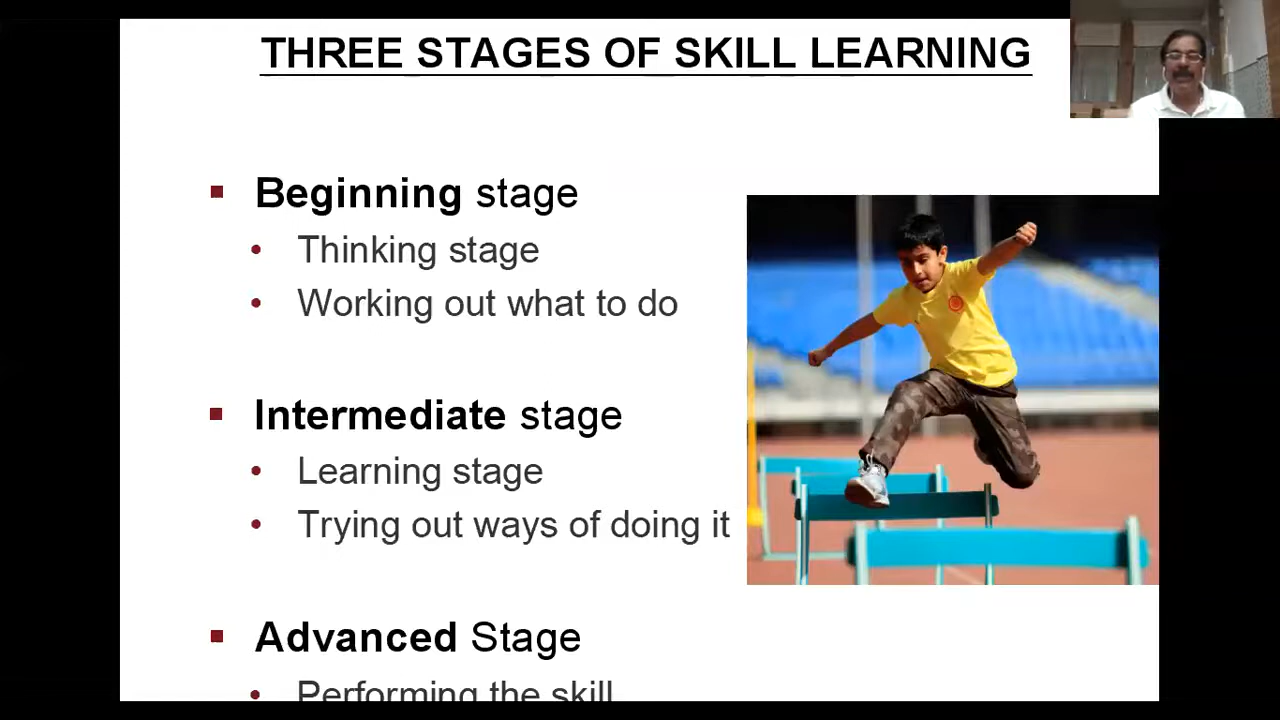 THREE STAGES OF SKILL LEARNING
▪ Beginning stage
• Thinking stage
• Working out what to do
▪ Intermediate stage
• Learning stage
• Trying out ways of doing it
▪ Advanced Stage
• Performing the skill